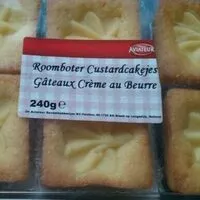 AVIATEUR
Roomboter Custardcakejes
Gâteaux Crème au Beurre
240g e